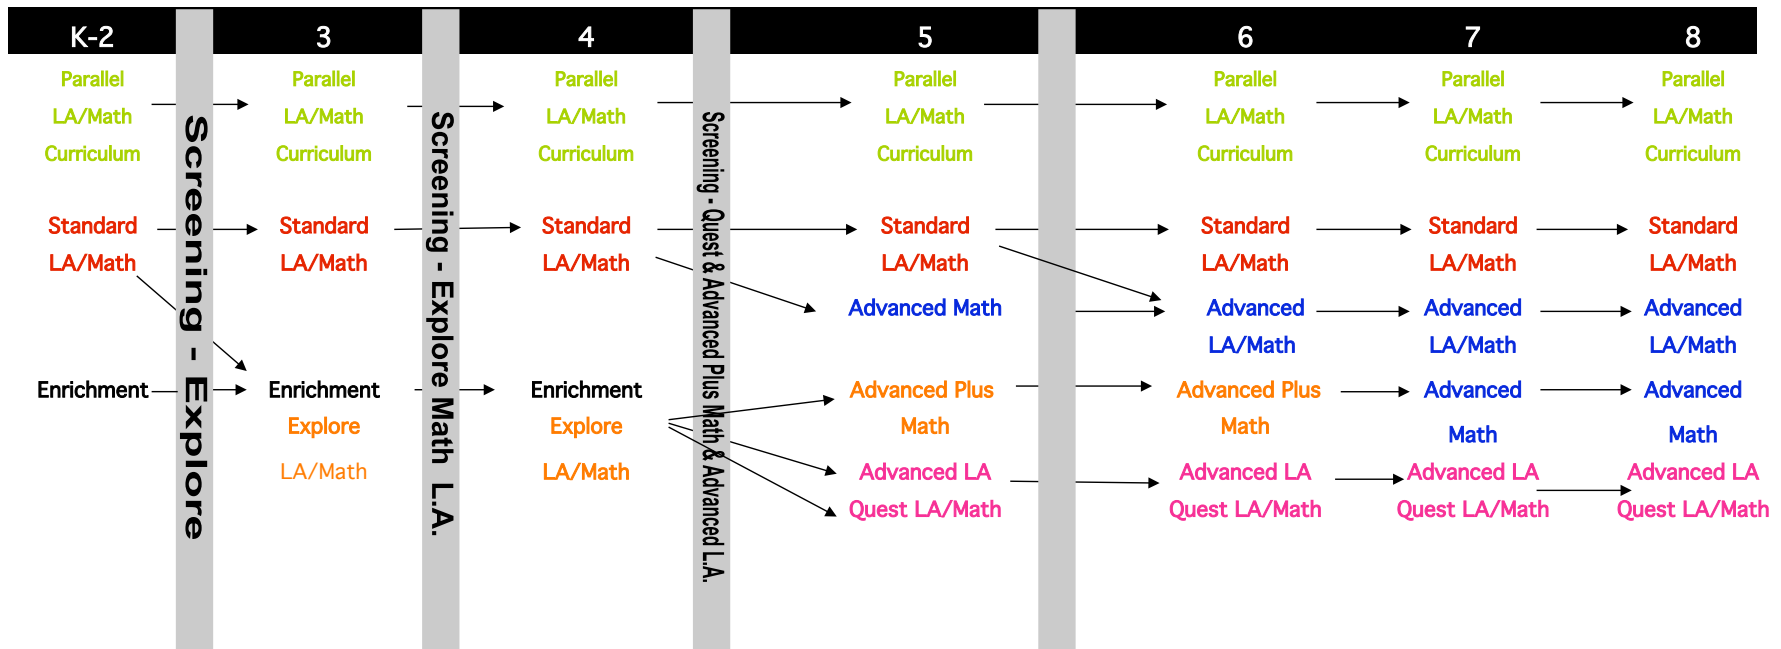 K-2
3
4
5
6
7
8
Parallel
LA/Math
Curriculum
Parallel
LA/Math
Curriculum
Parallel
LA/Math
Curriculum
Parallel
LA/Math
Curriculum
Parallel
LA/Math
Curriculum
Parallel
LA/Math
Curriculum
Parallel
LA/Math
Curriculum
Standard
LA/Math
Standard
LA/Math
Standard
LA/Math
Standard
LA/Math
Standard
LA/Math
Standard
LA/Math
Standard
LA/Math
Advanced Math
Advanced
LA/Math
Advanced
LA/Math
Advanced
LA/Math
Enrichment
Enrichment
Explore
LA/Math
Enrichment
Explore
LA/Math
Advanced Plus
Math
Advanced Plus
Math
Advanced
Math
Advanced
Math
Advanced LA
Quest LA/Math
Advanced LA
Quest LA/Math
Advanced LA
Quest LA/Math
Advanced LA
Quest LA/Math
Screening - Explore
Screening - Explore Math L.A.
Screening - Quest & Advanced Plus Math & Advanced L.A.